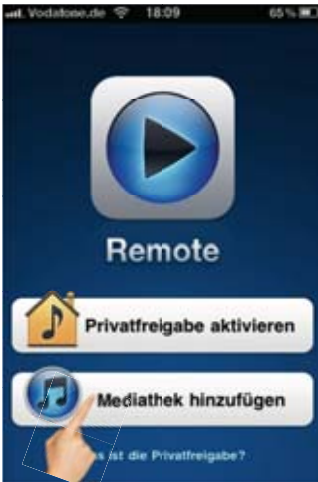 Vodafone.de 18:09 65 %
Remote
Privatfreigabe aktivieren
Mediathek hinzufügen
ist die Privatfreigabe?